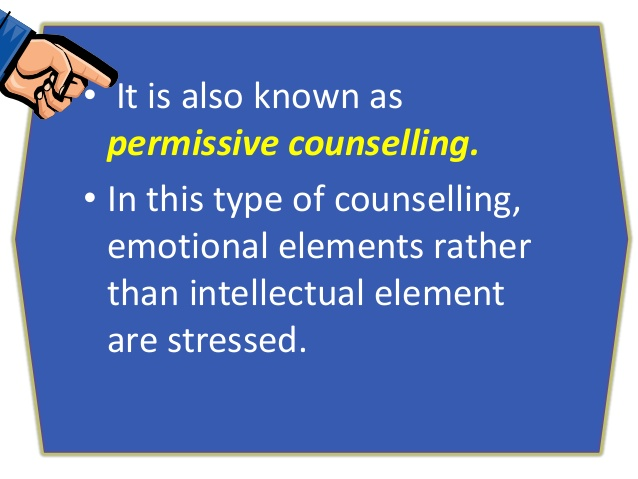 • It is also known as
permissive counselling.
• In this type of counselling,
emotional elements rather
than intellectual element
are stressed.